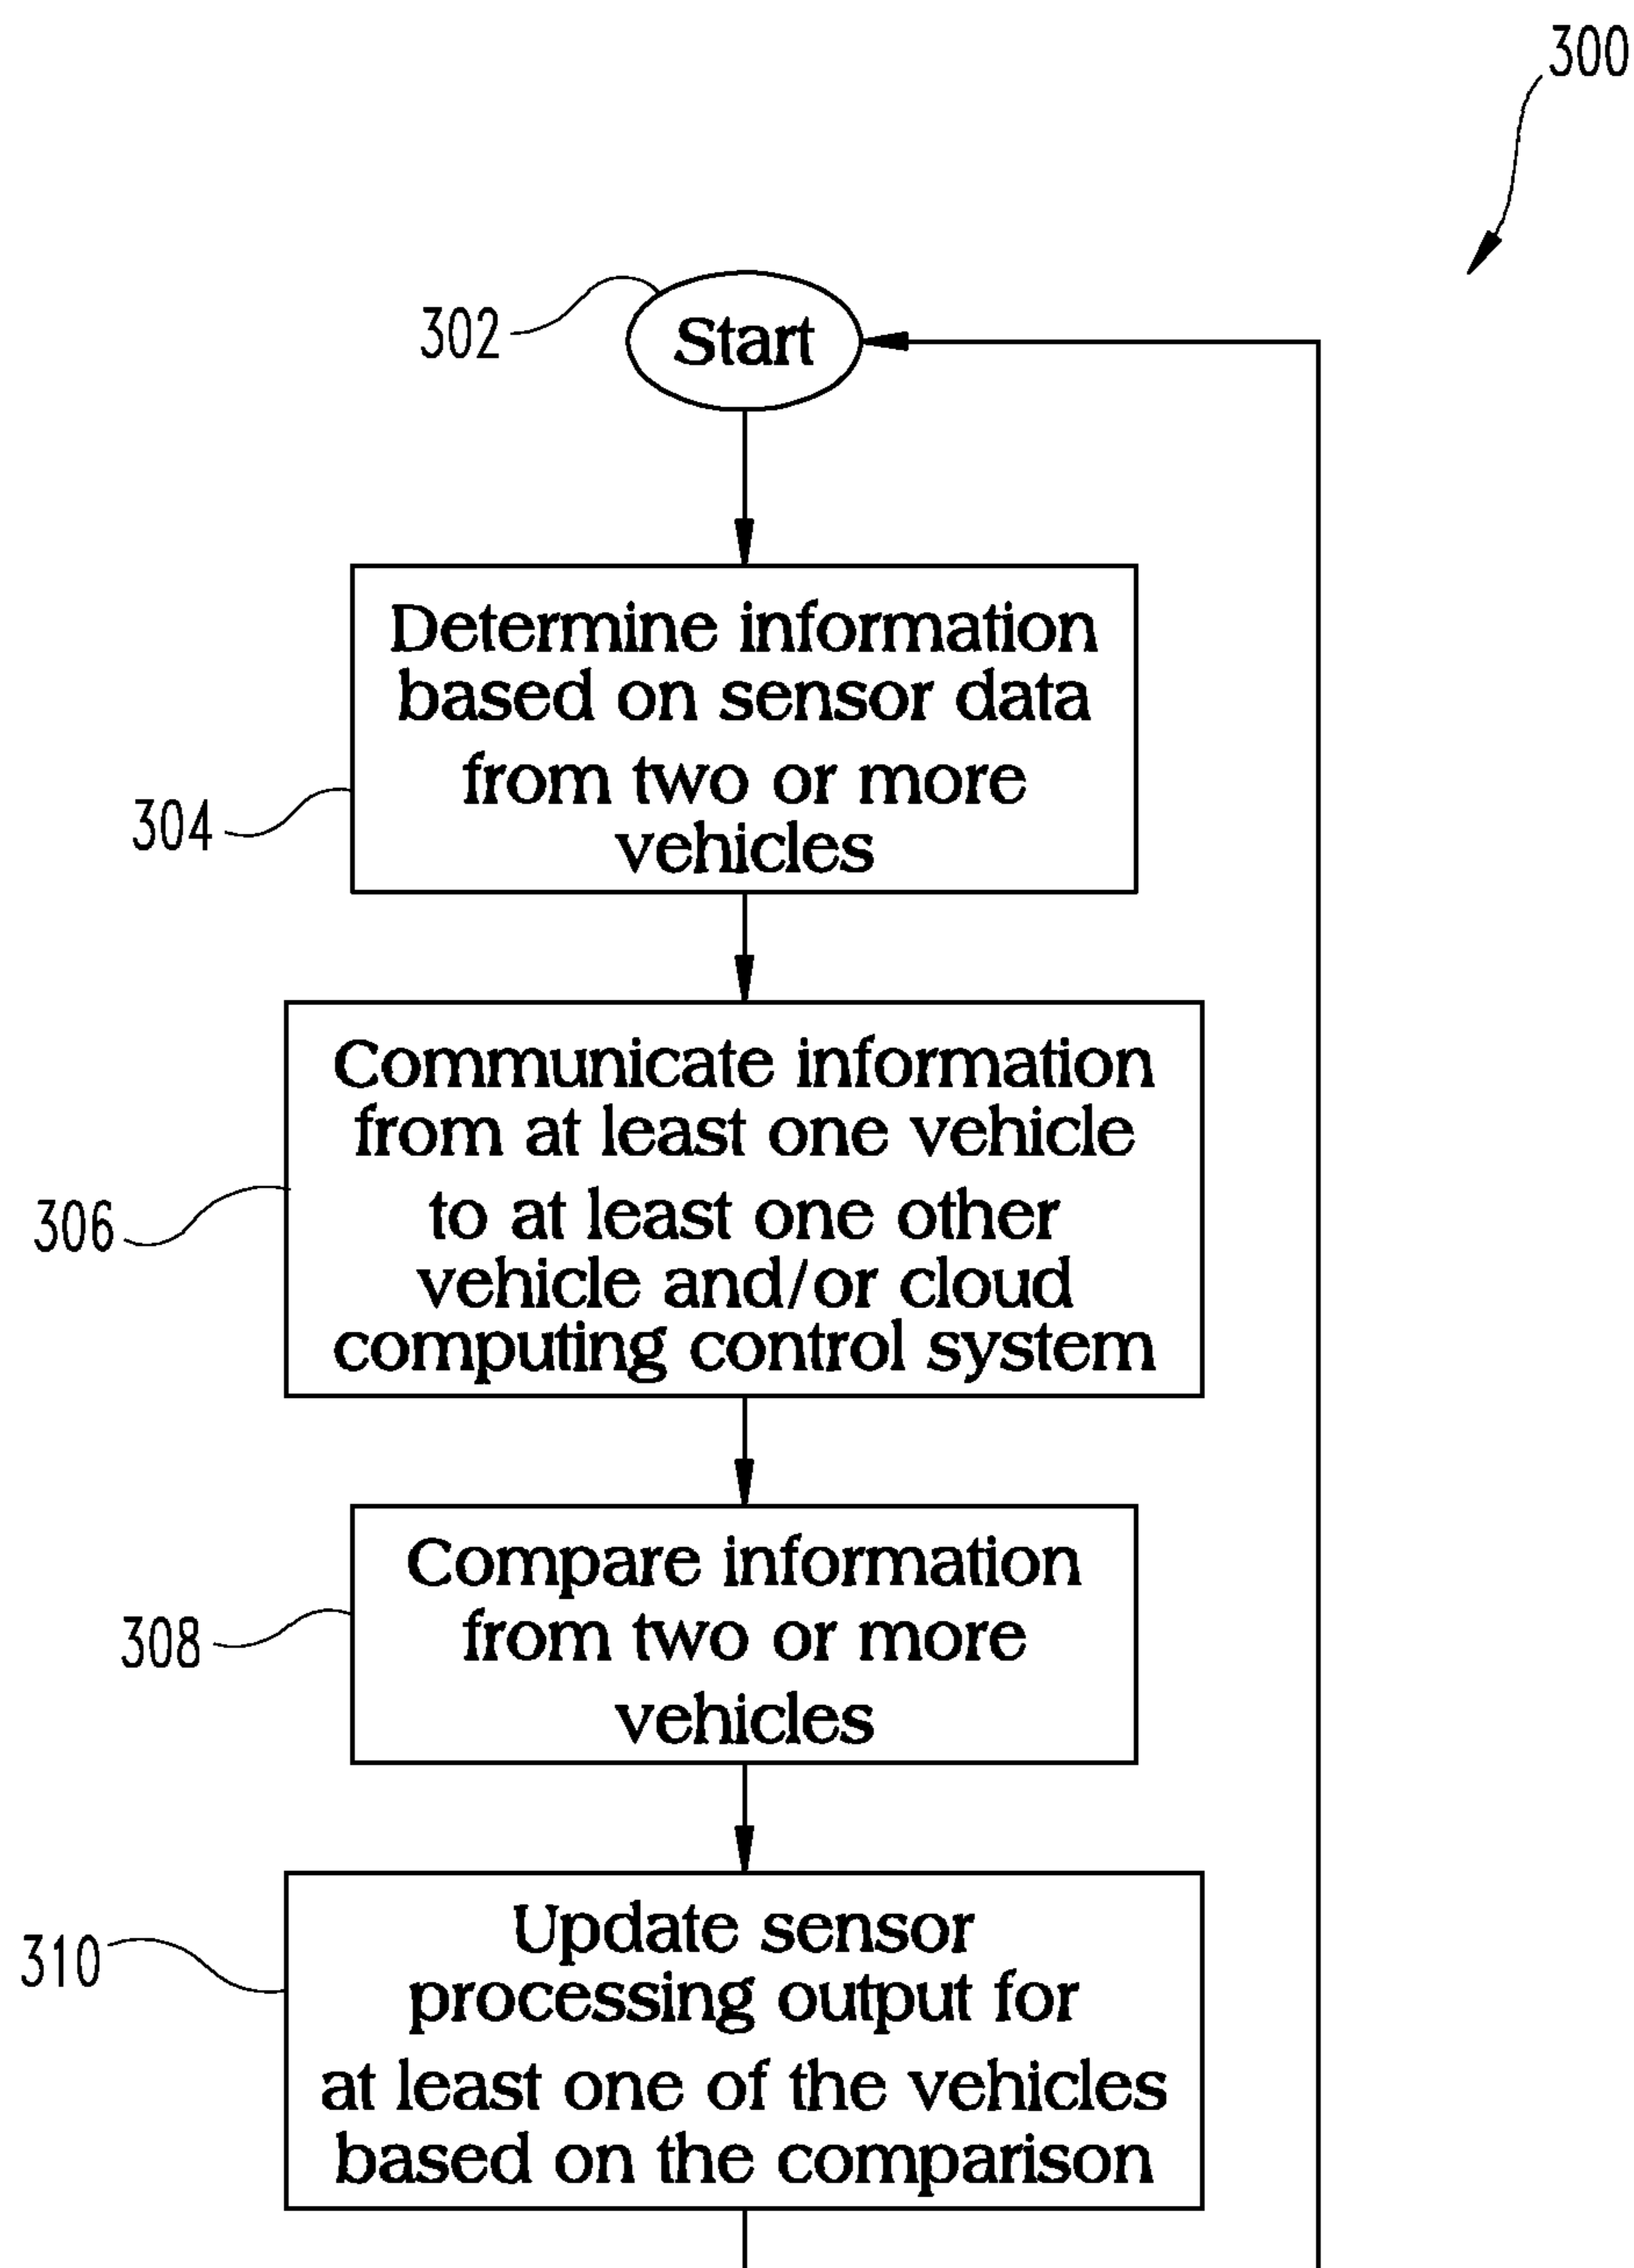 300
302
Start
304
Determine information
based on sensor data
from two or more
vehicles
306
Communicate information
from at least one vehicle
to at least one other
vehicle and/or cloud
computing control system
308
Compare information
from two or more
vehicles
310
Update sensor
processing output for
at least one of the vehicles
based on the comparison